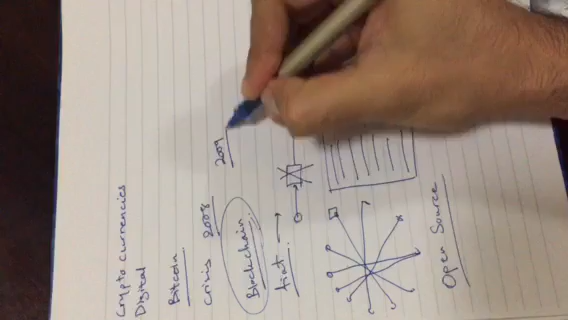 Crypto currencies
Digital
Bitcoin
Crisis 2008
2009
Blockchain
fiat
Open Source